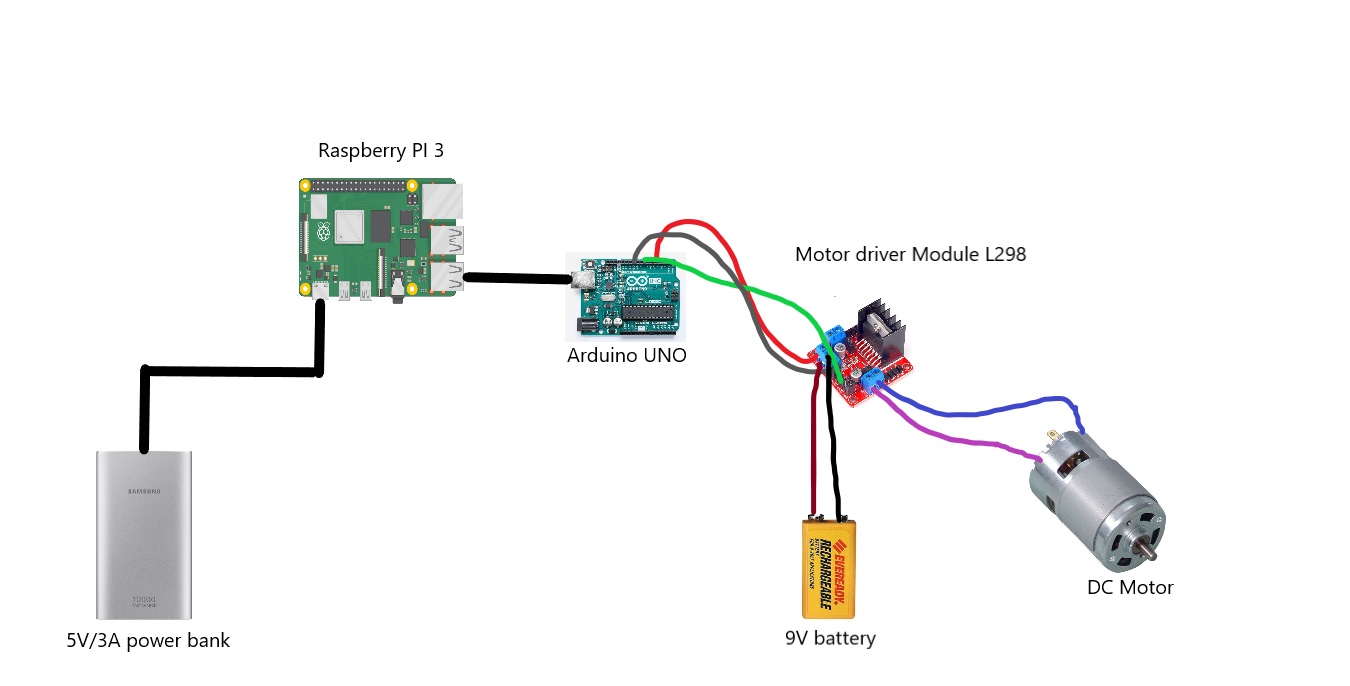 Raspberry PI 3
Motor driver Module L298
Arduino UNO
SAMSUNG
10000
5V/3A power bank
EVEREADY
RECHARGEABLE
9V battery
DC Motor